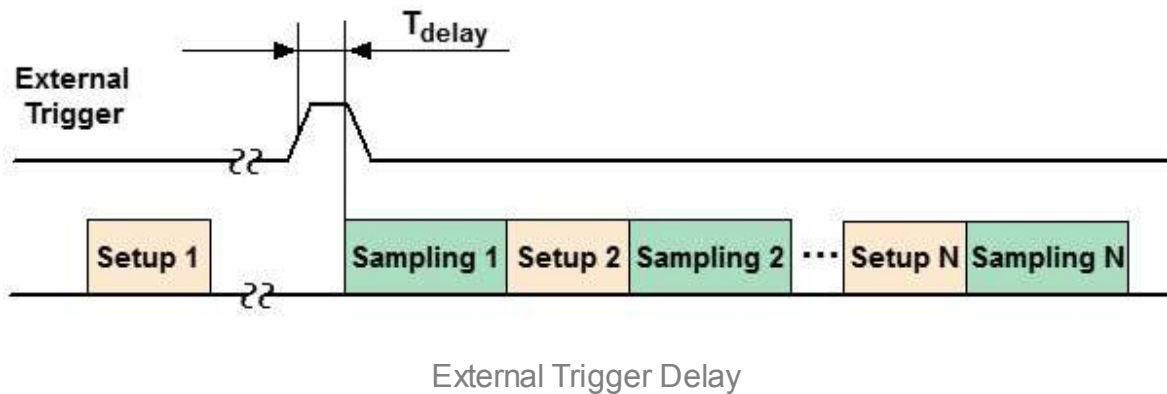 Tdelay
External
Trigger
Setup 1 Sampling 1 Setup 2 Sampling 2 ... Setup N Sampling N
External Trigger Delay